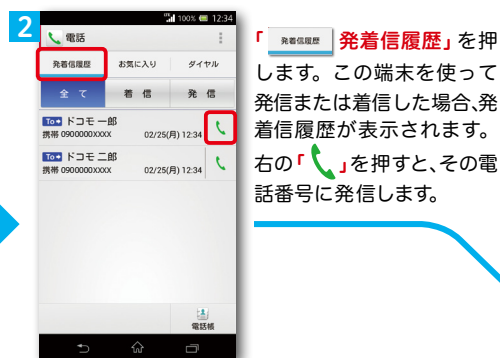 2
LTE 100% 12:34
電話
発着信履歴 お気に入り ダイヤル
全て 着信 発信
To ドコモ 一郎
携帯 0900000XXXX 02/25(月) 12:34
To ドコモ 二郎
携帯 0900000XXXX 02/25(月) 12:34
電話帳
「 発着信履歴 発着信履歴」を押
します。この端末を使って
発信または着信した場合、発
着信履歴が表示されます。
右の「 」を押すと、その電
話番号に発信します。